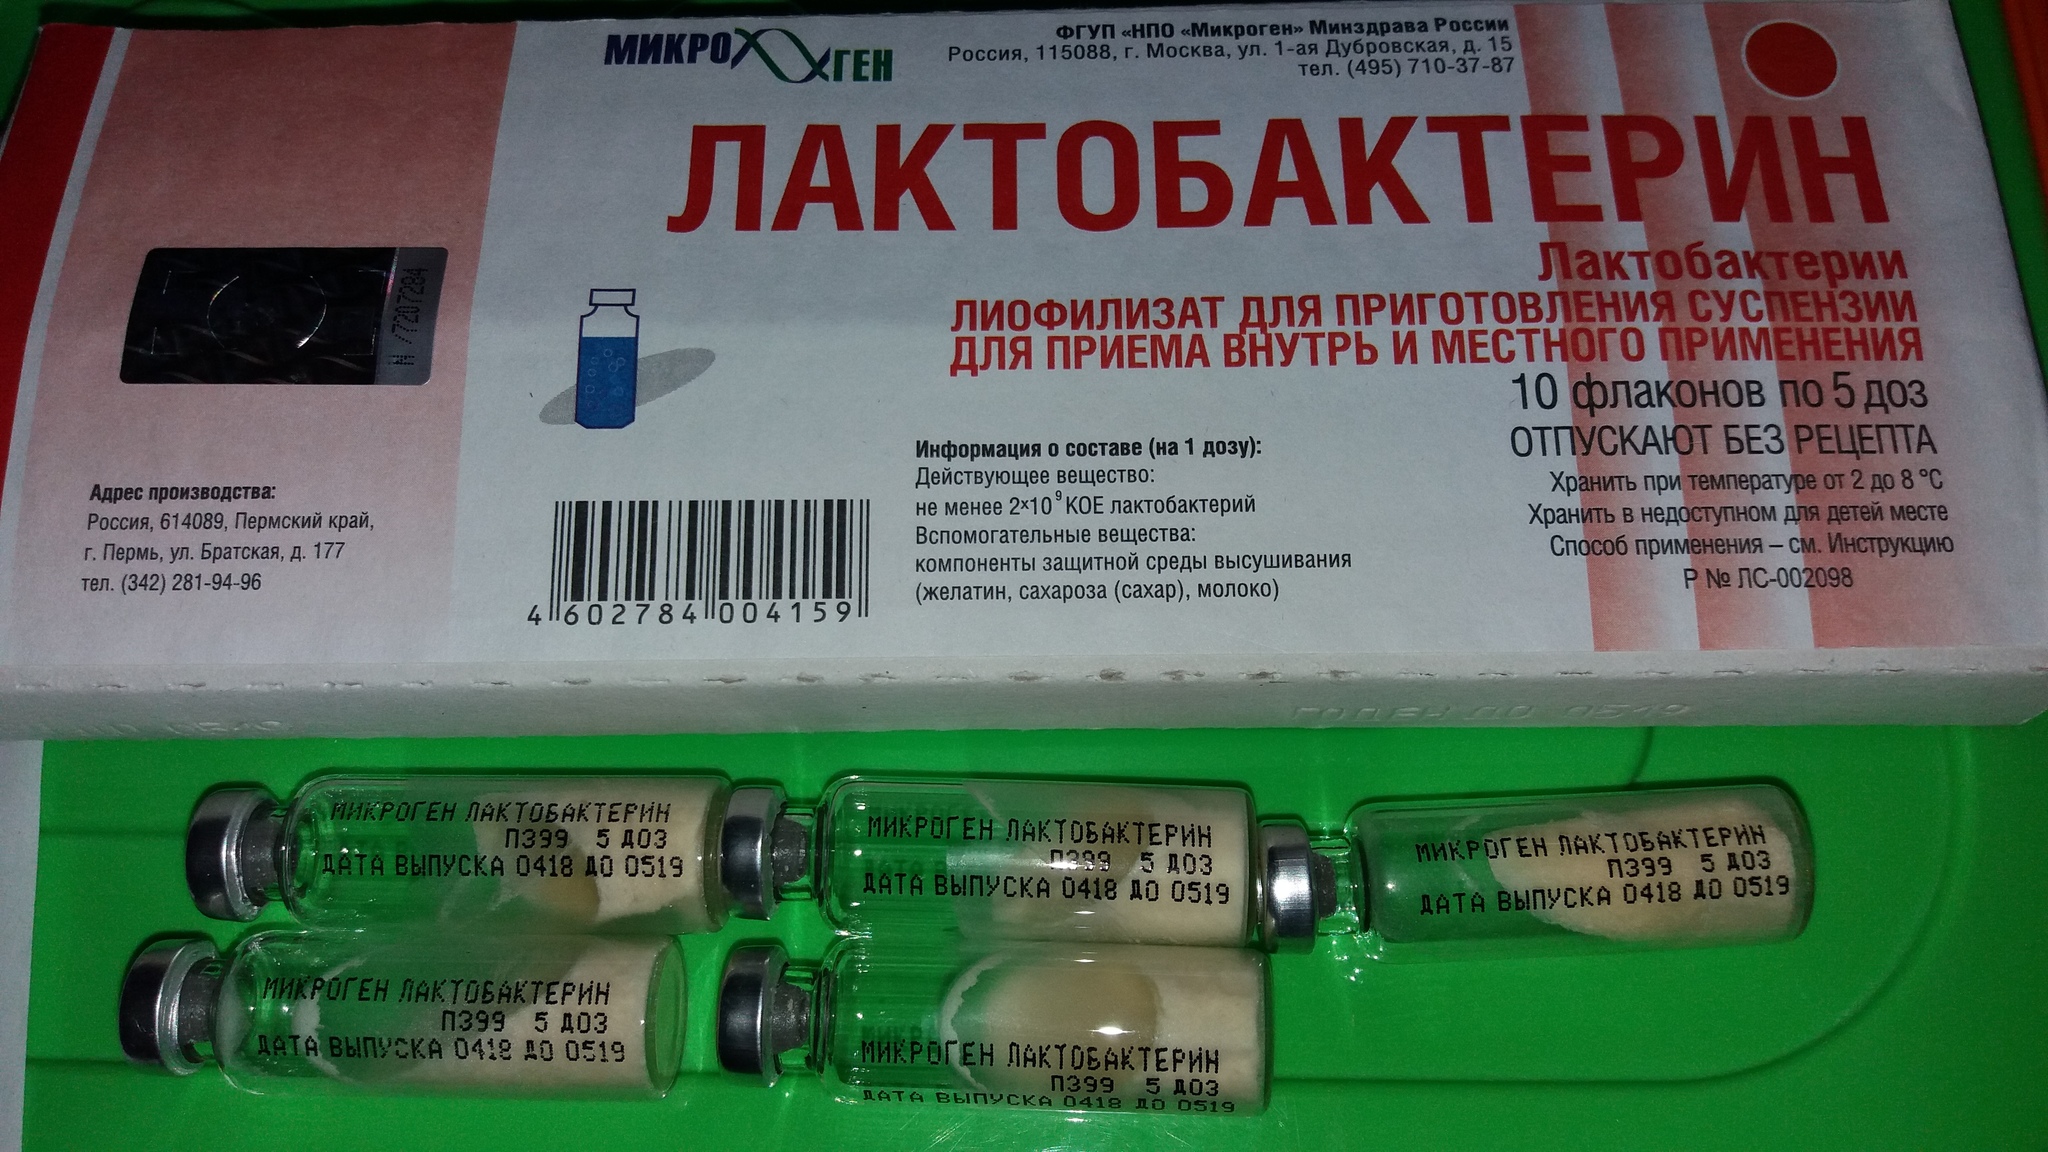 МИКРОГЕН
ФГУП «НПО «Микроген» Минздрава России
Россия, 115088, г. Москва, ул. 1-ая Дубровская, д. 15
тел. (495) 710-37-87
ЛАКТОБАКТЕРИН
Лактобактерии
ЛИОФИЛИЗАТ ДЛЯ ПРИГОТОВЛЕНИЯ СУСПЕНЗИИ
ДЛЯ ПРИЕМА ВНУТРЬ И МЕСТНОГО ПРИМЕНЕНИЯ
10 флаконов по 5 доз
ОТПУСКАЮТ БЕЗ РЕЦЕПТА
Хранить при температуре от 2 до 8 °С
Хранить в недоступном для детей месте
Способ применения – см. Инструкцию
Р № ЛС-002098
N 77207284
Адрес производства:
Россия, 614089, Пермский край,
г. Пермь, ул. Братская, д. 177
тел. (342) 281-94-96
4 602784 004159
Информация о составе (на 1 дозу):
Действующее вещество:
не менее 2×10⁹ КОЕ лактобактерий
Вспомогательные вещества:
компоненты защитной среды высушивания
(желатин, сахароза (сахар), молоко)
ГОДЕН ДО 0519
МИКРОГЕН ЛАКТОБАКТЕРИН
П399 5 ДОЗ
ДАТА ВЫПУСКА 0418 ДО 0519
МИКРОГЕН ЛАКТОБАКТЕРИН
П399 5 ДОЗ
ДАТА ВЫПУСКА 0418 ДО 0519
МИКРОГЕН ЛАКТОБАКТЕРИН
П399 5 ДОЗ
ДАТА ВЫПУСКА 0418 ДО 0519
МИКРОГЕН ЛАКТОБАКТЕРИН
П399 5 ДОЗ
ДАТА ВЫПУСКА 0418 ДО 0519
МИКРОГЕН ЛАКТОБАКТЕРИН
П399 5 ДОЗ
ДАТА ВЫПУСКА 0418 ДО 0519